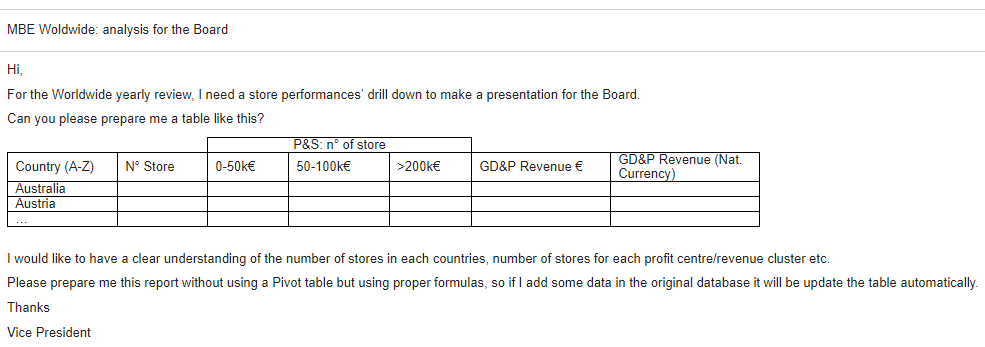 MBE Woldwide: analysis for the Board
Hi,
For the Worldwide yearly review, I need a store performances' drill down to make a presentation for the Board.
Can you please prepare me a table like this?
P&S: n° of store
Country (A-Z) N° Store 0-50k€ 50-100k€ >200k€ GD&P Revenue € GD&P Revenue (Nat. Currency)
Australia
Austria
...
I would like to have a clear understanding of the number of stores in each countries, number of stores for each profit centre/revenue cluster etc.
Please prepare me this report without using a Pivot table but using proper formulas, so if I add some data in the original database it will be update the table automatically.
Thanks
Vice President